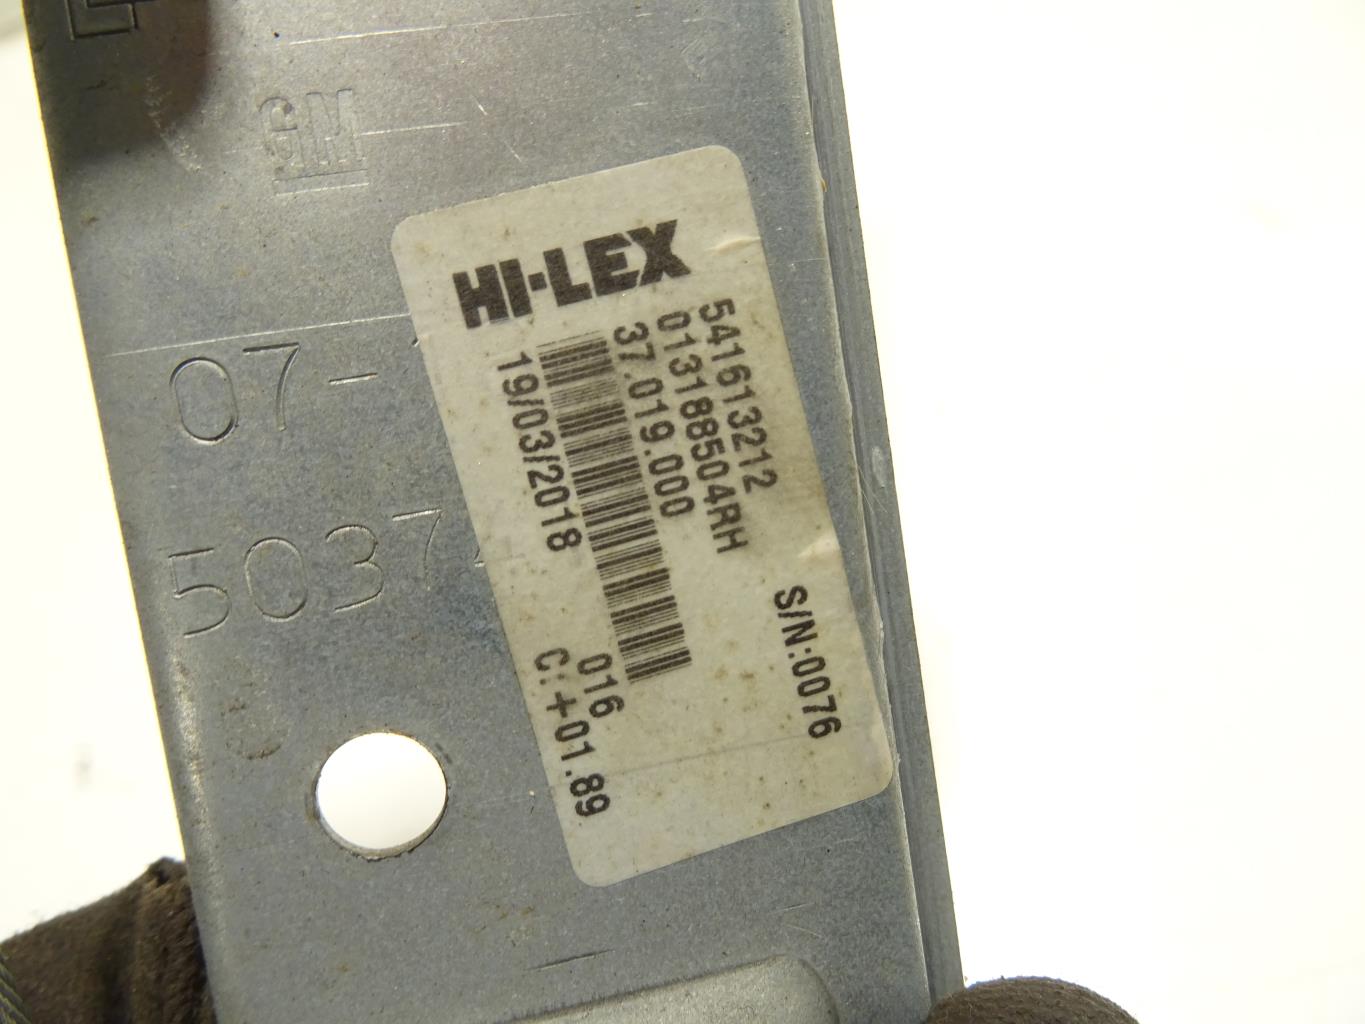 GM
HI-LEX
541613212
013188504RH
37.019.000
19/03/2018
S/N:0076
016
C:+01.89
07-
5037